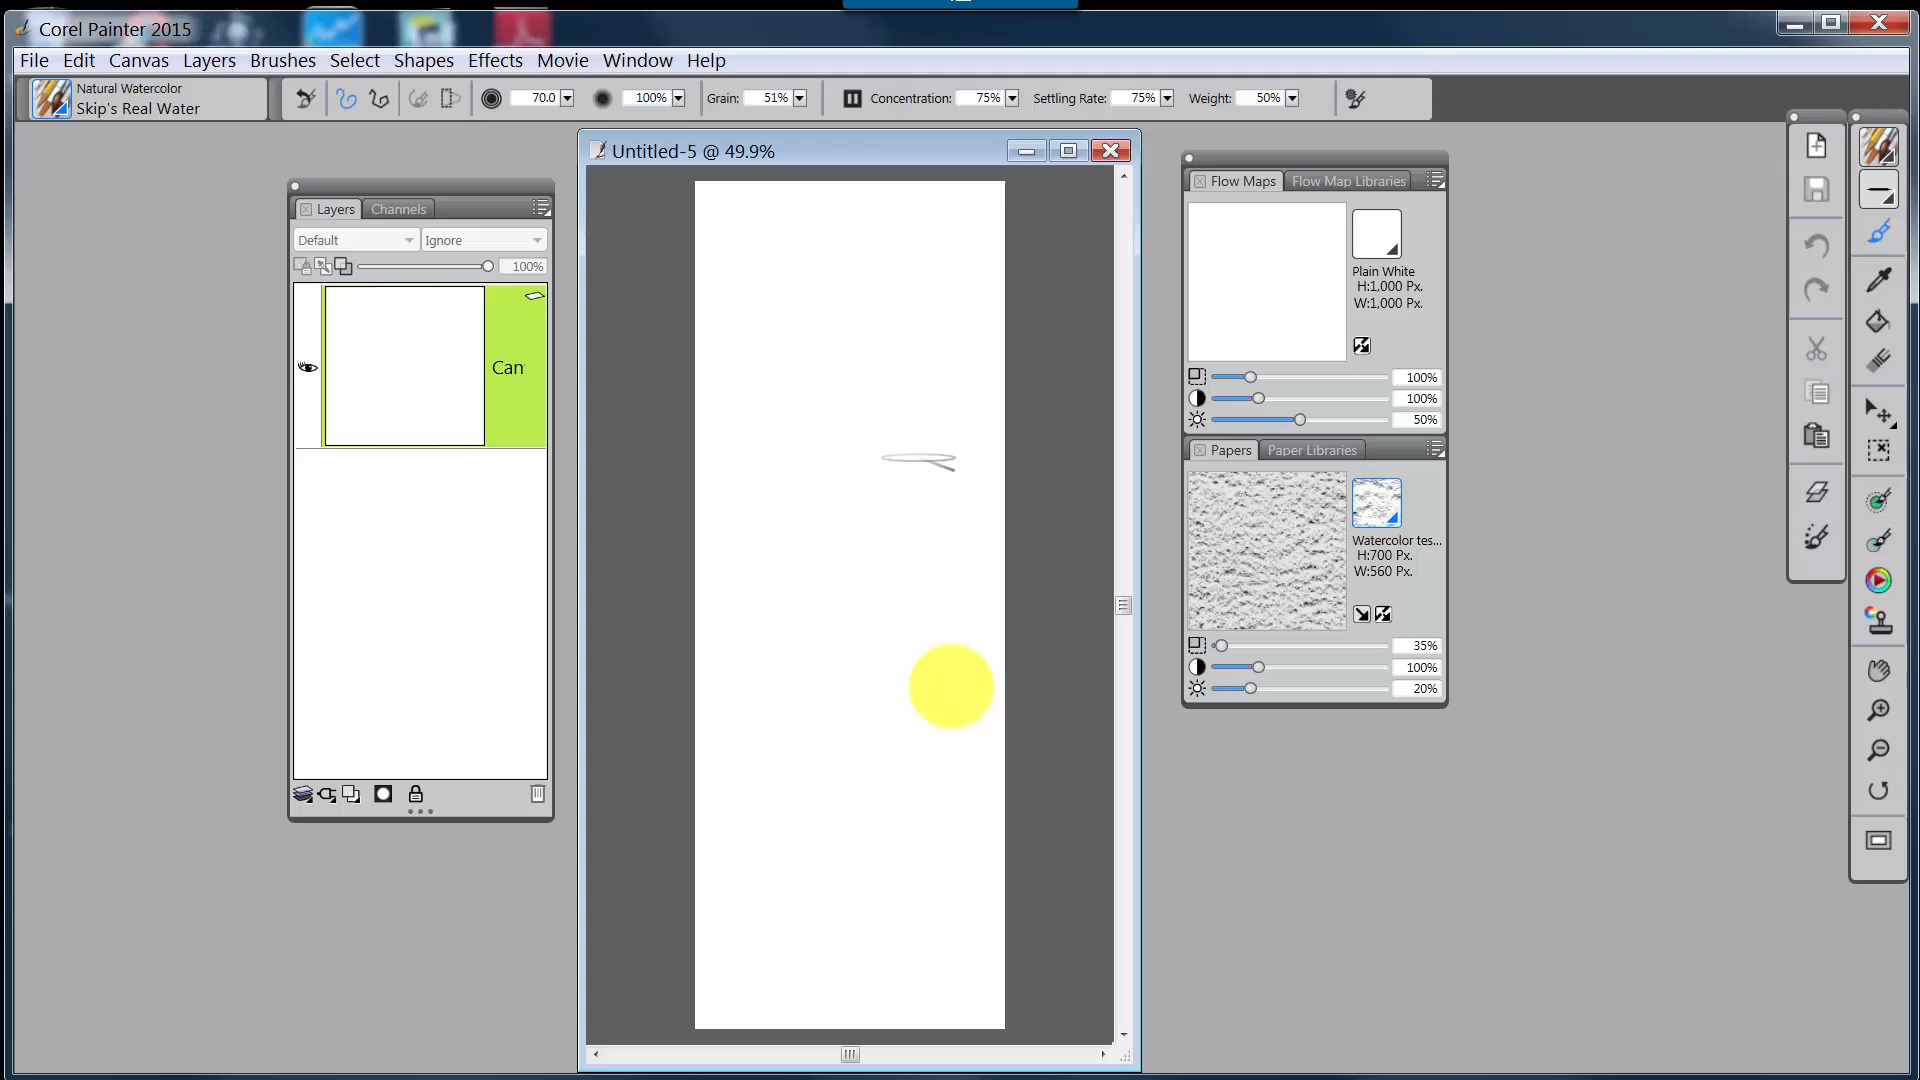 Corel Painter 2015
File Edit Canvas Layers Brushes Select Shapes Effects Movie Window Help
Natural Watercolor
Skip's Real Water
70.0 100% Grain: 51% Concentration: 75% Settling Rate: 75% Weight: 50%
Untitled-5 @ 49.9%
Layers Channels
Default Ignore
100%
Can
Flow Maps Flow Map Libraries
Plain White
H:1,000 Px.
W:1,000 Px.
100%
100%
50%
Papers Paper Libraries
Watercolor tes...
H:700 Px.
W:560 Px.
35%
100%
20%